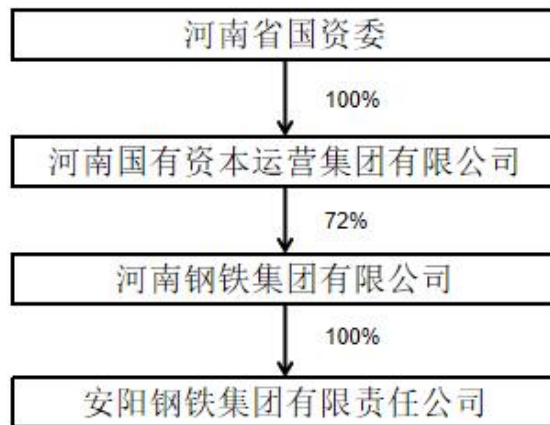 河南省国资委
100%
河南国有资本运营集团有限公司
72%
河南钢铁集团有限公司
100%
安阳钢铁集团有限责任公司